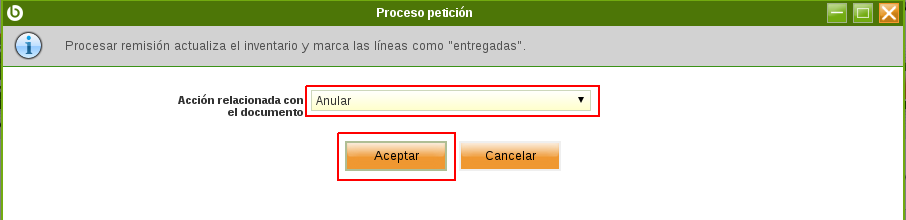 Proceso petición
Procesar remisión actualiza el inventario y marca las líneas como "entregadas".
Acción relacionada con
el documento
Anular
Aceptar
Cancelar